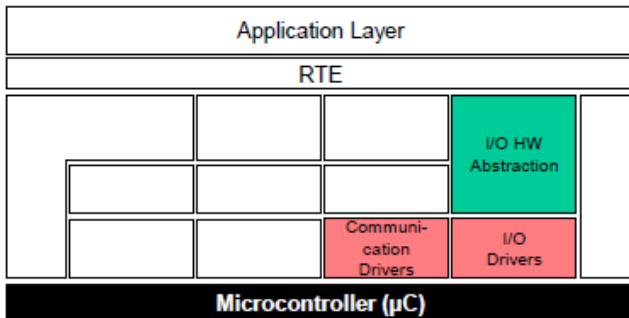 Application Layer
RTE
I/O HW
Abstraction
Communi-
cation
Drivers
I/O
Drivers
Microcontroller (µC)